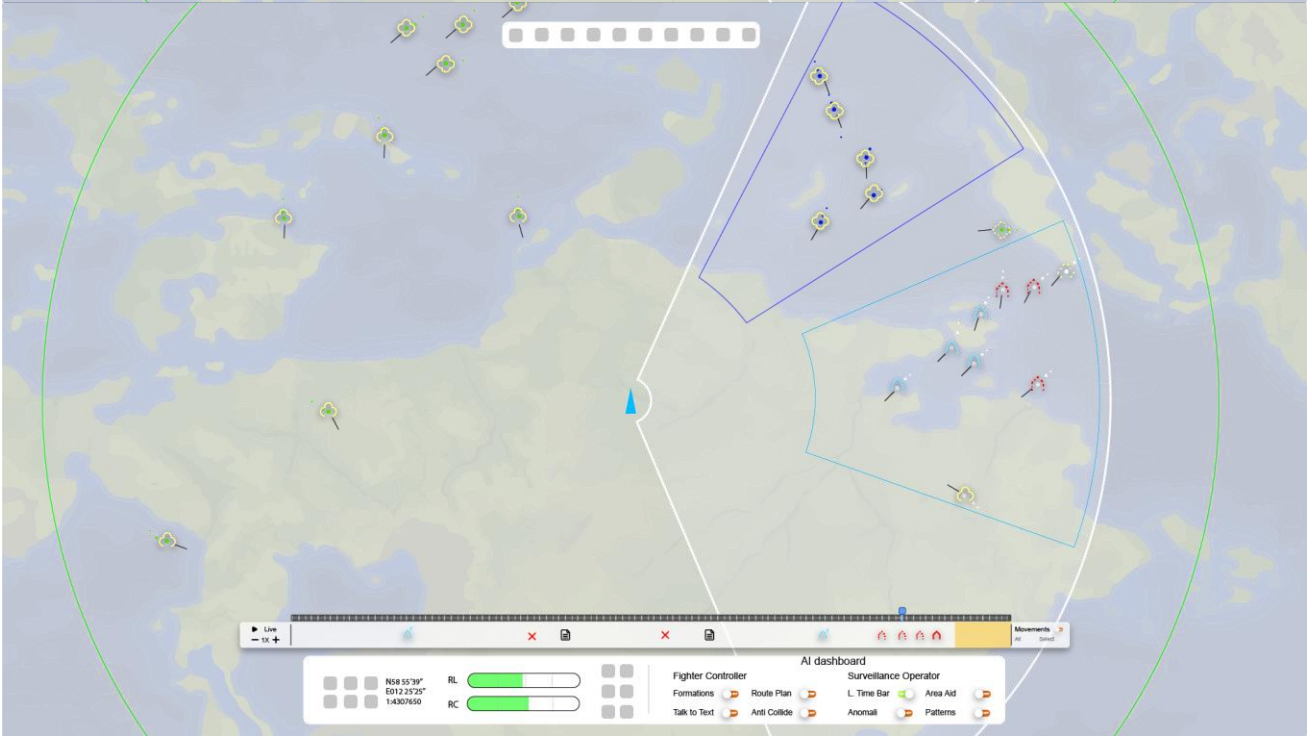 Live
1X
Movements
All Select
AI dashboard
N58 55'39"
E012 25'25"
1:4307650
RL
RC
Fighter Controller
Formations Route Plan
Talk to Text Anti Collide
Surveillance Operator
L. Time Bar Area Aid
Anomali Patterns